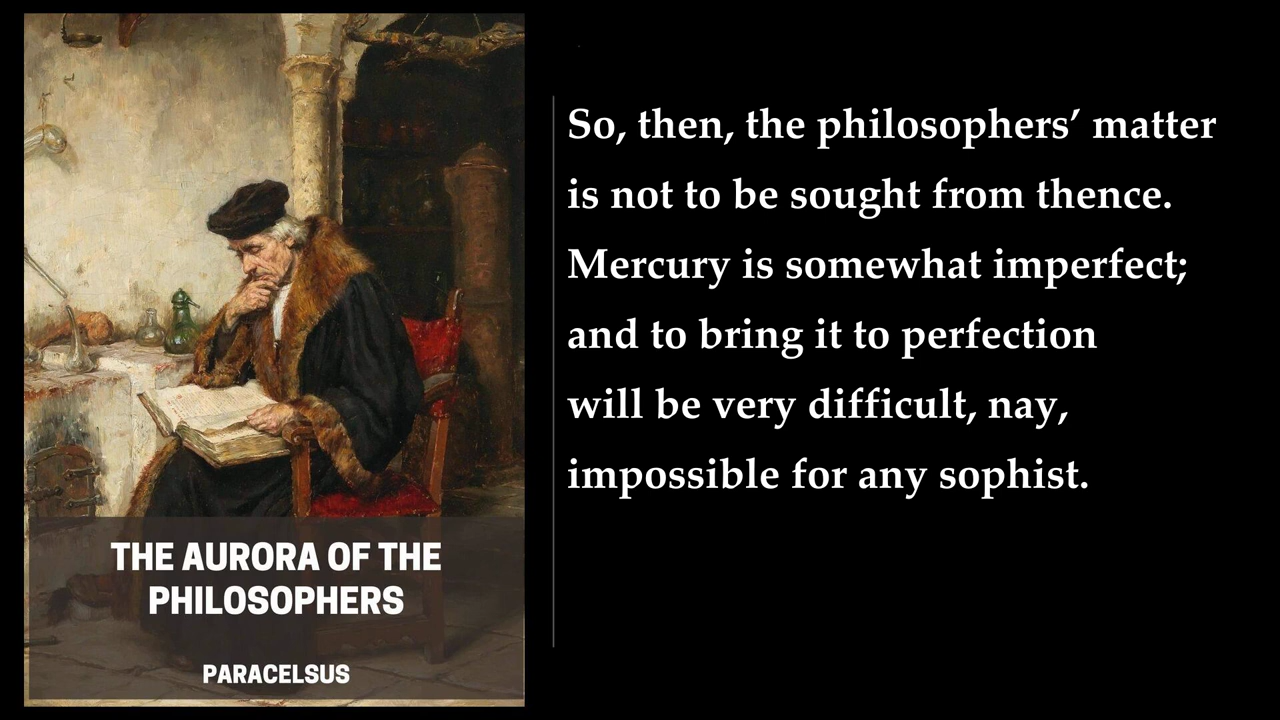 THE AURORA OF THE
PHILOSOPHERS
PARACELSUS
So, then, the philosophers’ matter
is not to be sought from thence.
Mercury is somewhat imperfect;
and to bring it to perfection
will be very difficult, nay,
impossible for any sophist.